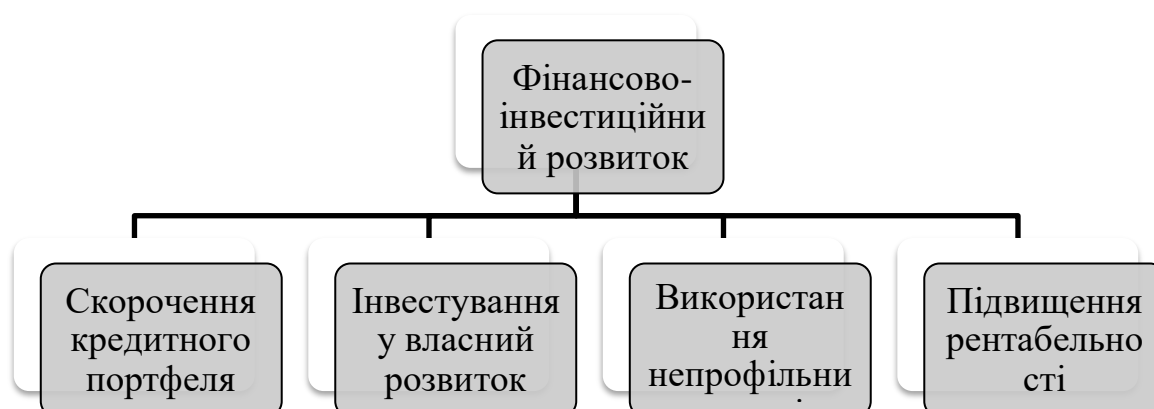 Фінансово-
інвестиційни
й розвиток
Скорочення
кредитного
портфеля
Інвестування
у власний
розвиток
Використан
ня
непрофільни
Підвищення
рентабельно
сті